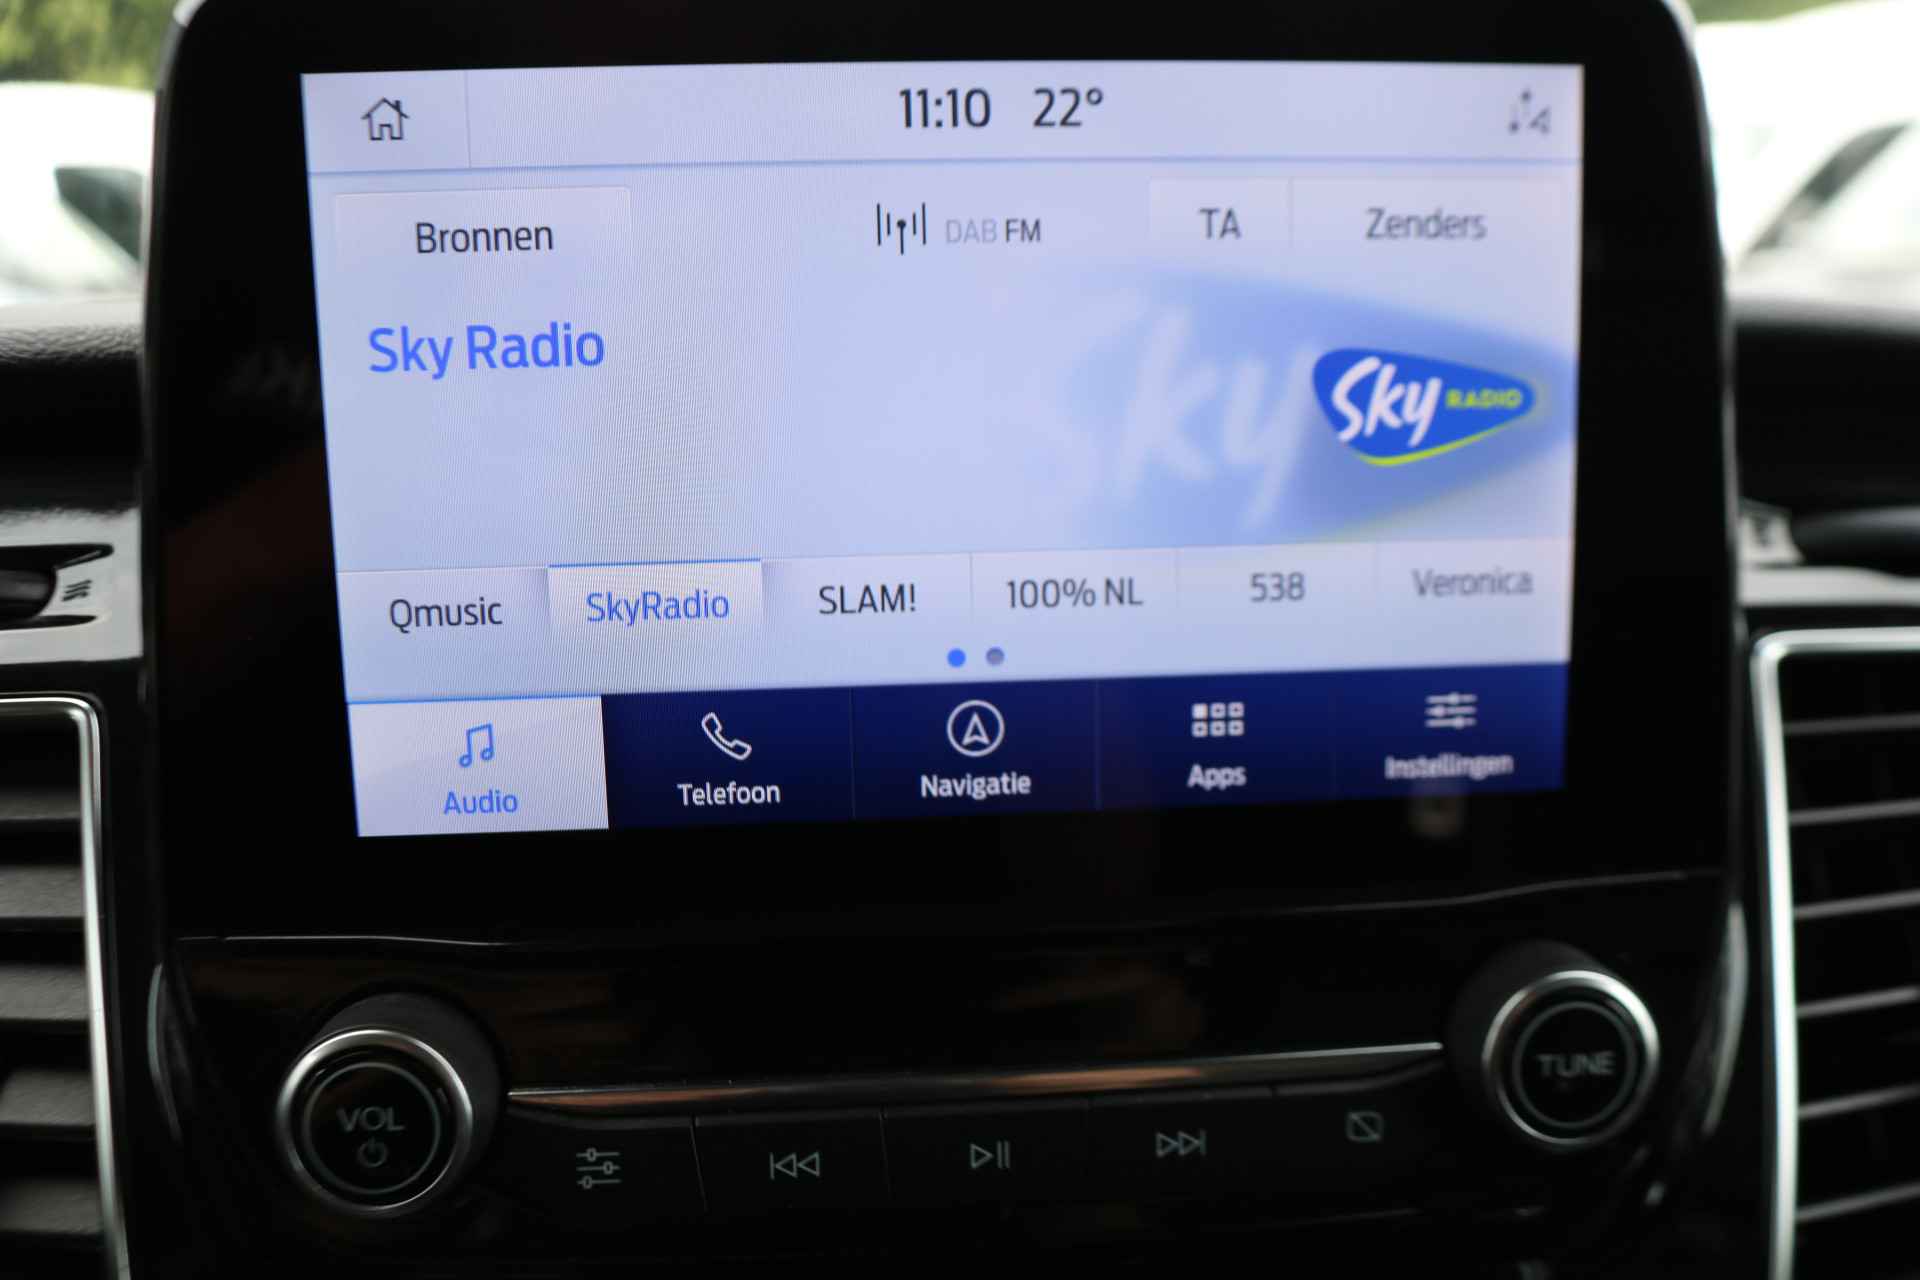 11:10 22°
Bronnen DAB FM TA Zenders
Sky Radio
Sky
Sky RADIO
Qmusic SkyRadio SLAM! 100% NL 538 Veronica
Audio Telefoon Navigatie Apps Instellingen
VOL
TUNE